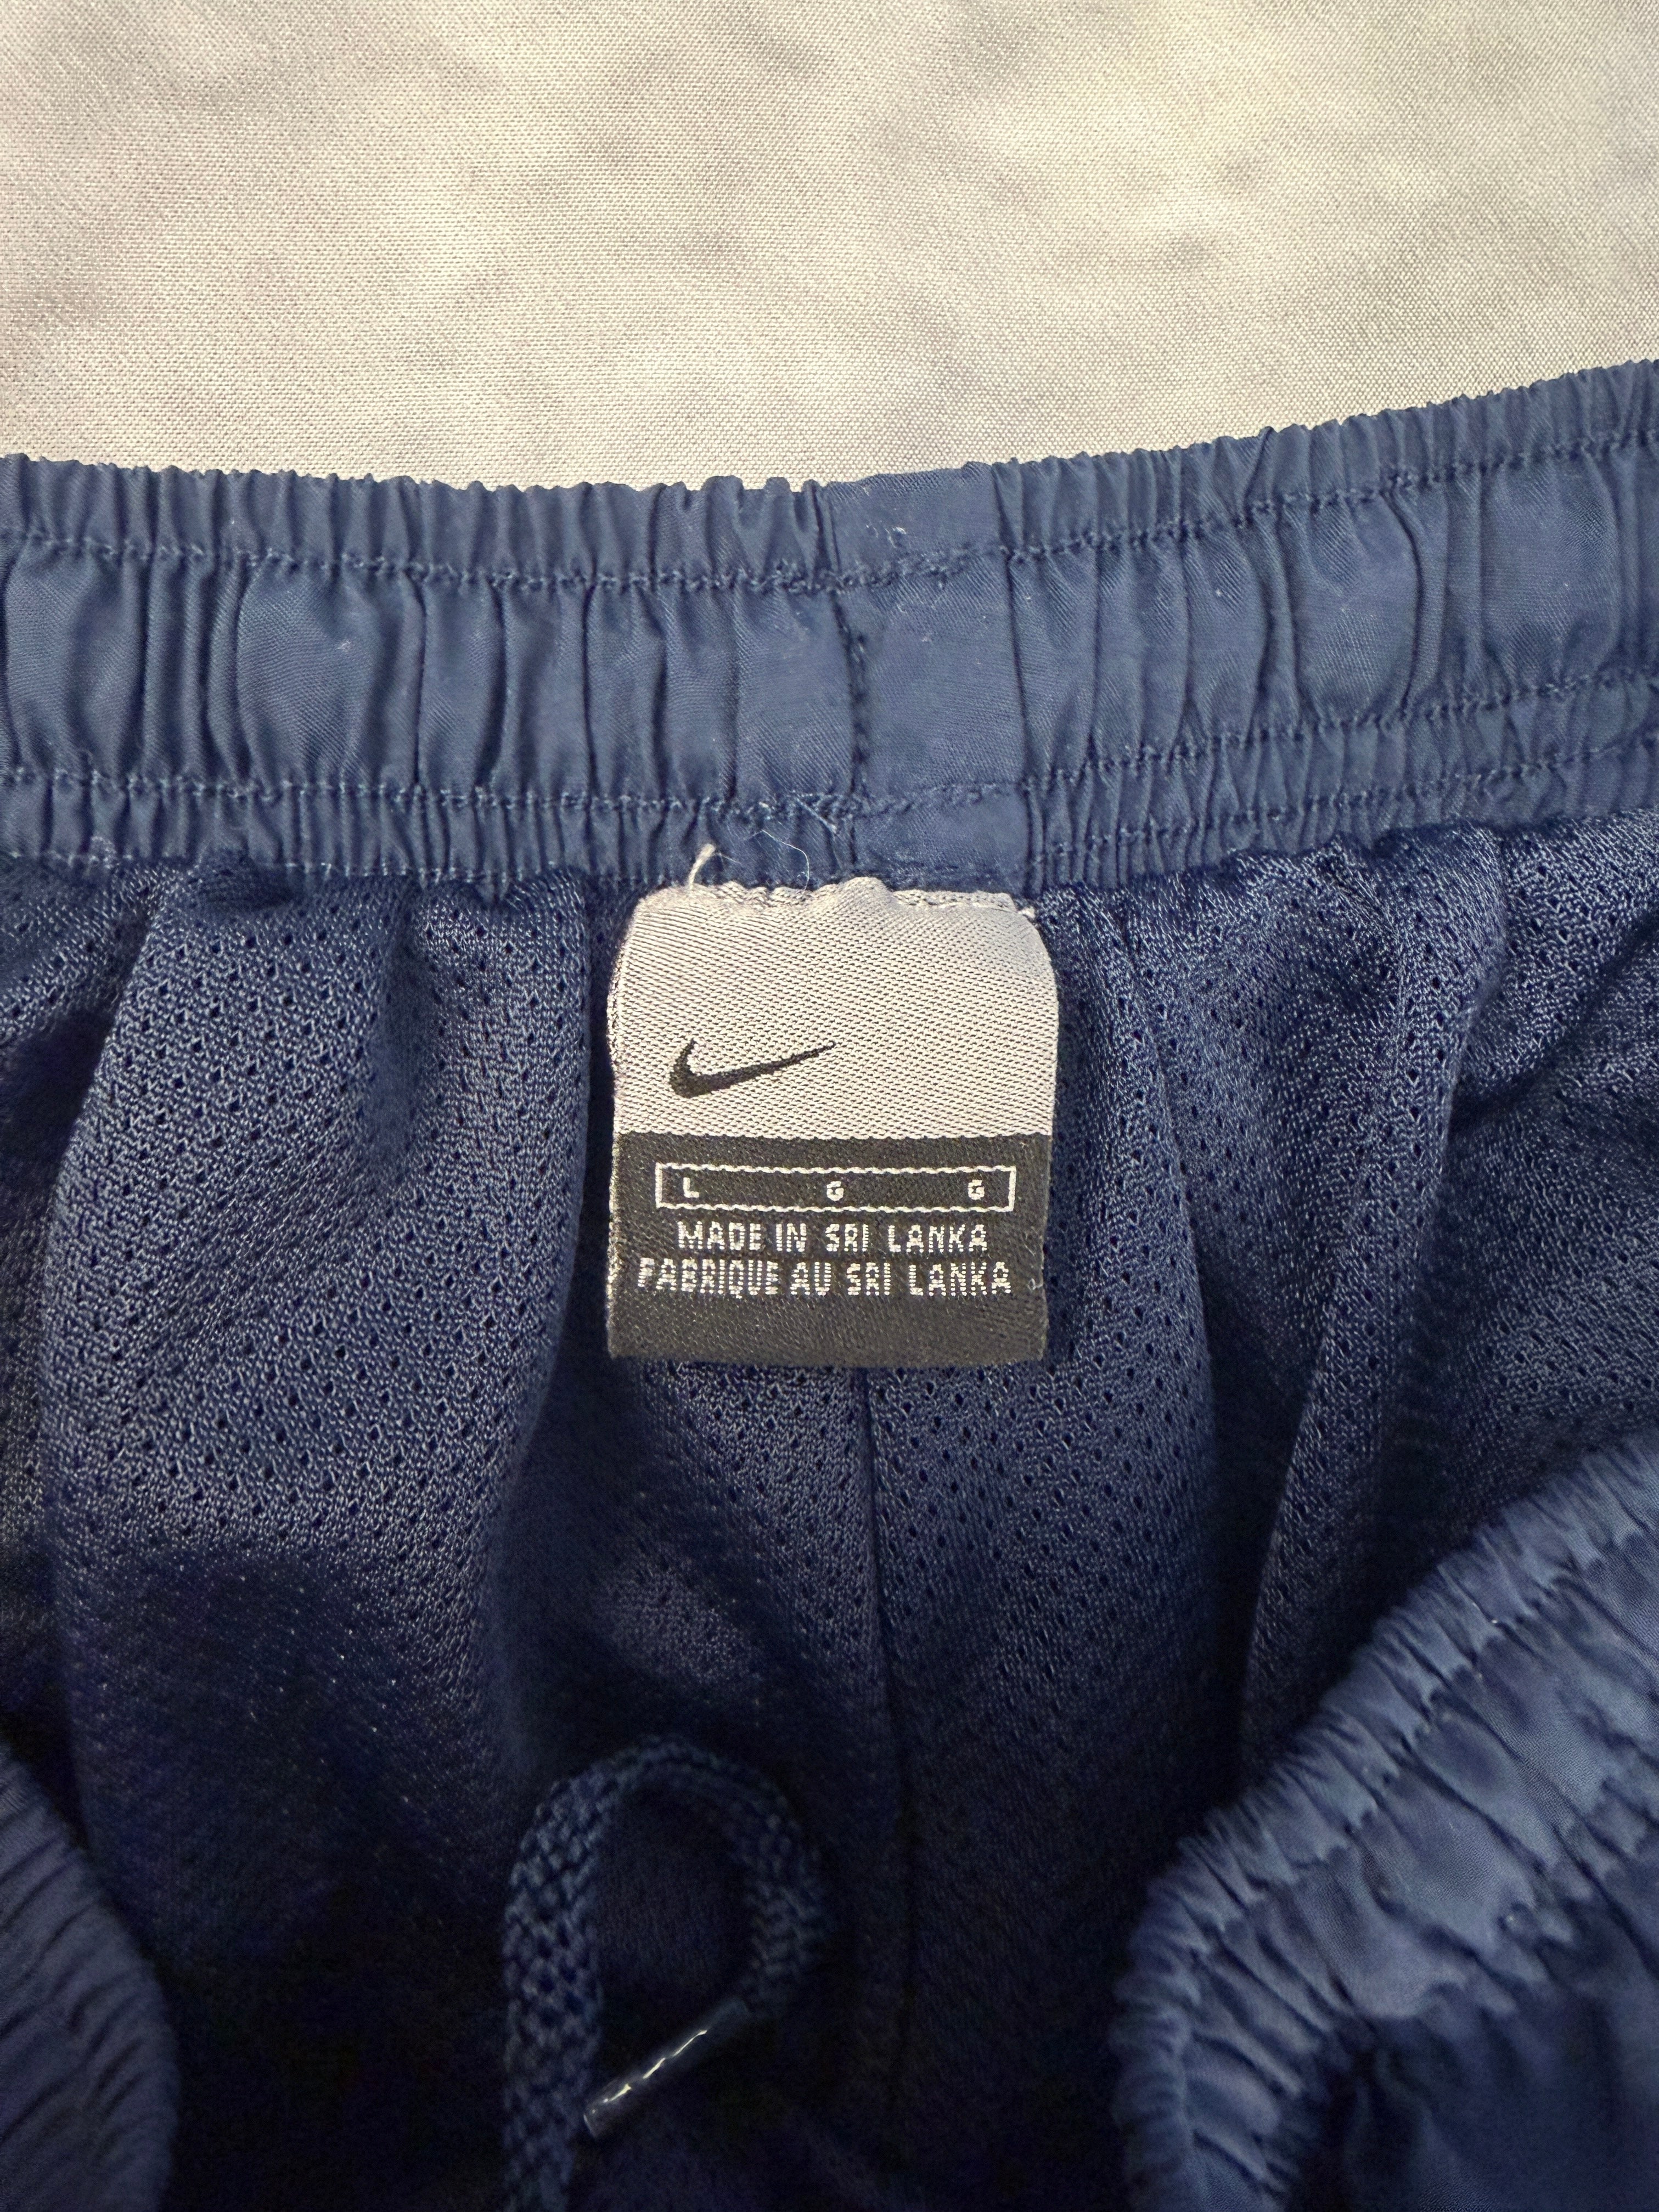 L G G
MADE IN SRI LANKA
FABRIQUE AU SRI LANKA